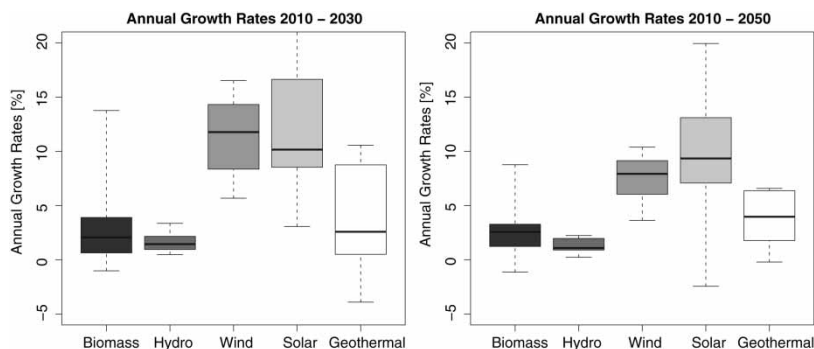 Annual Growth Rates 2010 – 2030
Annual Growth Rates [%]
20
15
10
5
0
−5
Biomass Hydro Wind Solar Geothermal
Annual Growth Rates 2010 – 2050
Annual Growth Rates [%]
20
15
10
5
0
−5
Biomass Hydro Wind Solar Geothermal